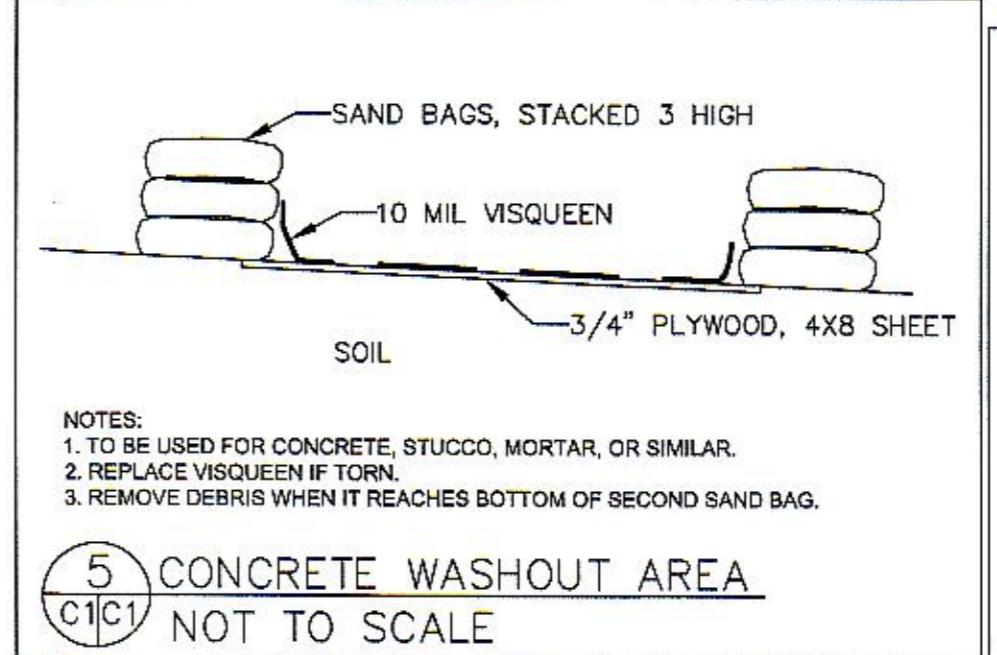 SAND BAGS, STACKED 3 HIGH
10 MIL VISQUEEN
3/4" PLYWOOD, 4X8 SHEET
SOIL
NOTES:
1. TO BE USED FOR CONCRETE, STUCCO, MORTAR, OR SIMILAR.
2. REPLACE VISQUEEN IF TORN.
3. REMOVE DEBRIS WHEN IT REACHES BOTTOM OF SECOND SAND BAG.
5 CONCRETE WASHOUT AREA
C1 C1 NOT TO SCALE